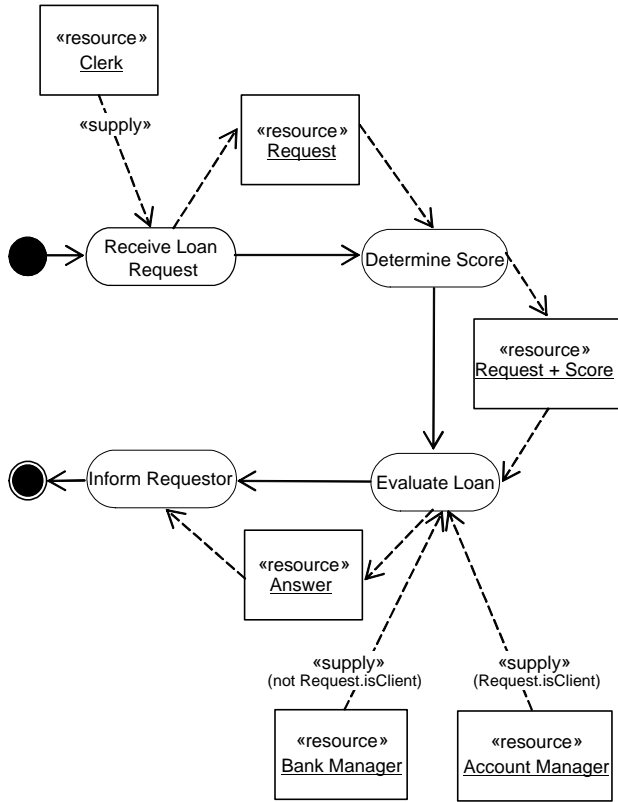 «resource»
Clerk
«supply»
«resource»
Request
Receive Loan
Request
Determine Score
«resource»
Request + Score
Inform Requestor
Evaluate Loan
«resource»
Answer
«supply»
(not Request.isClient)
«supply»
(Request.isClient)
«resource»
Bank Manager
«resource»
Account Manager